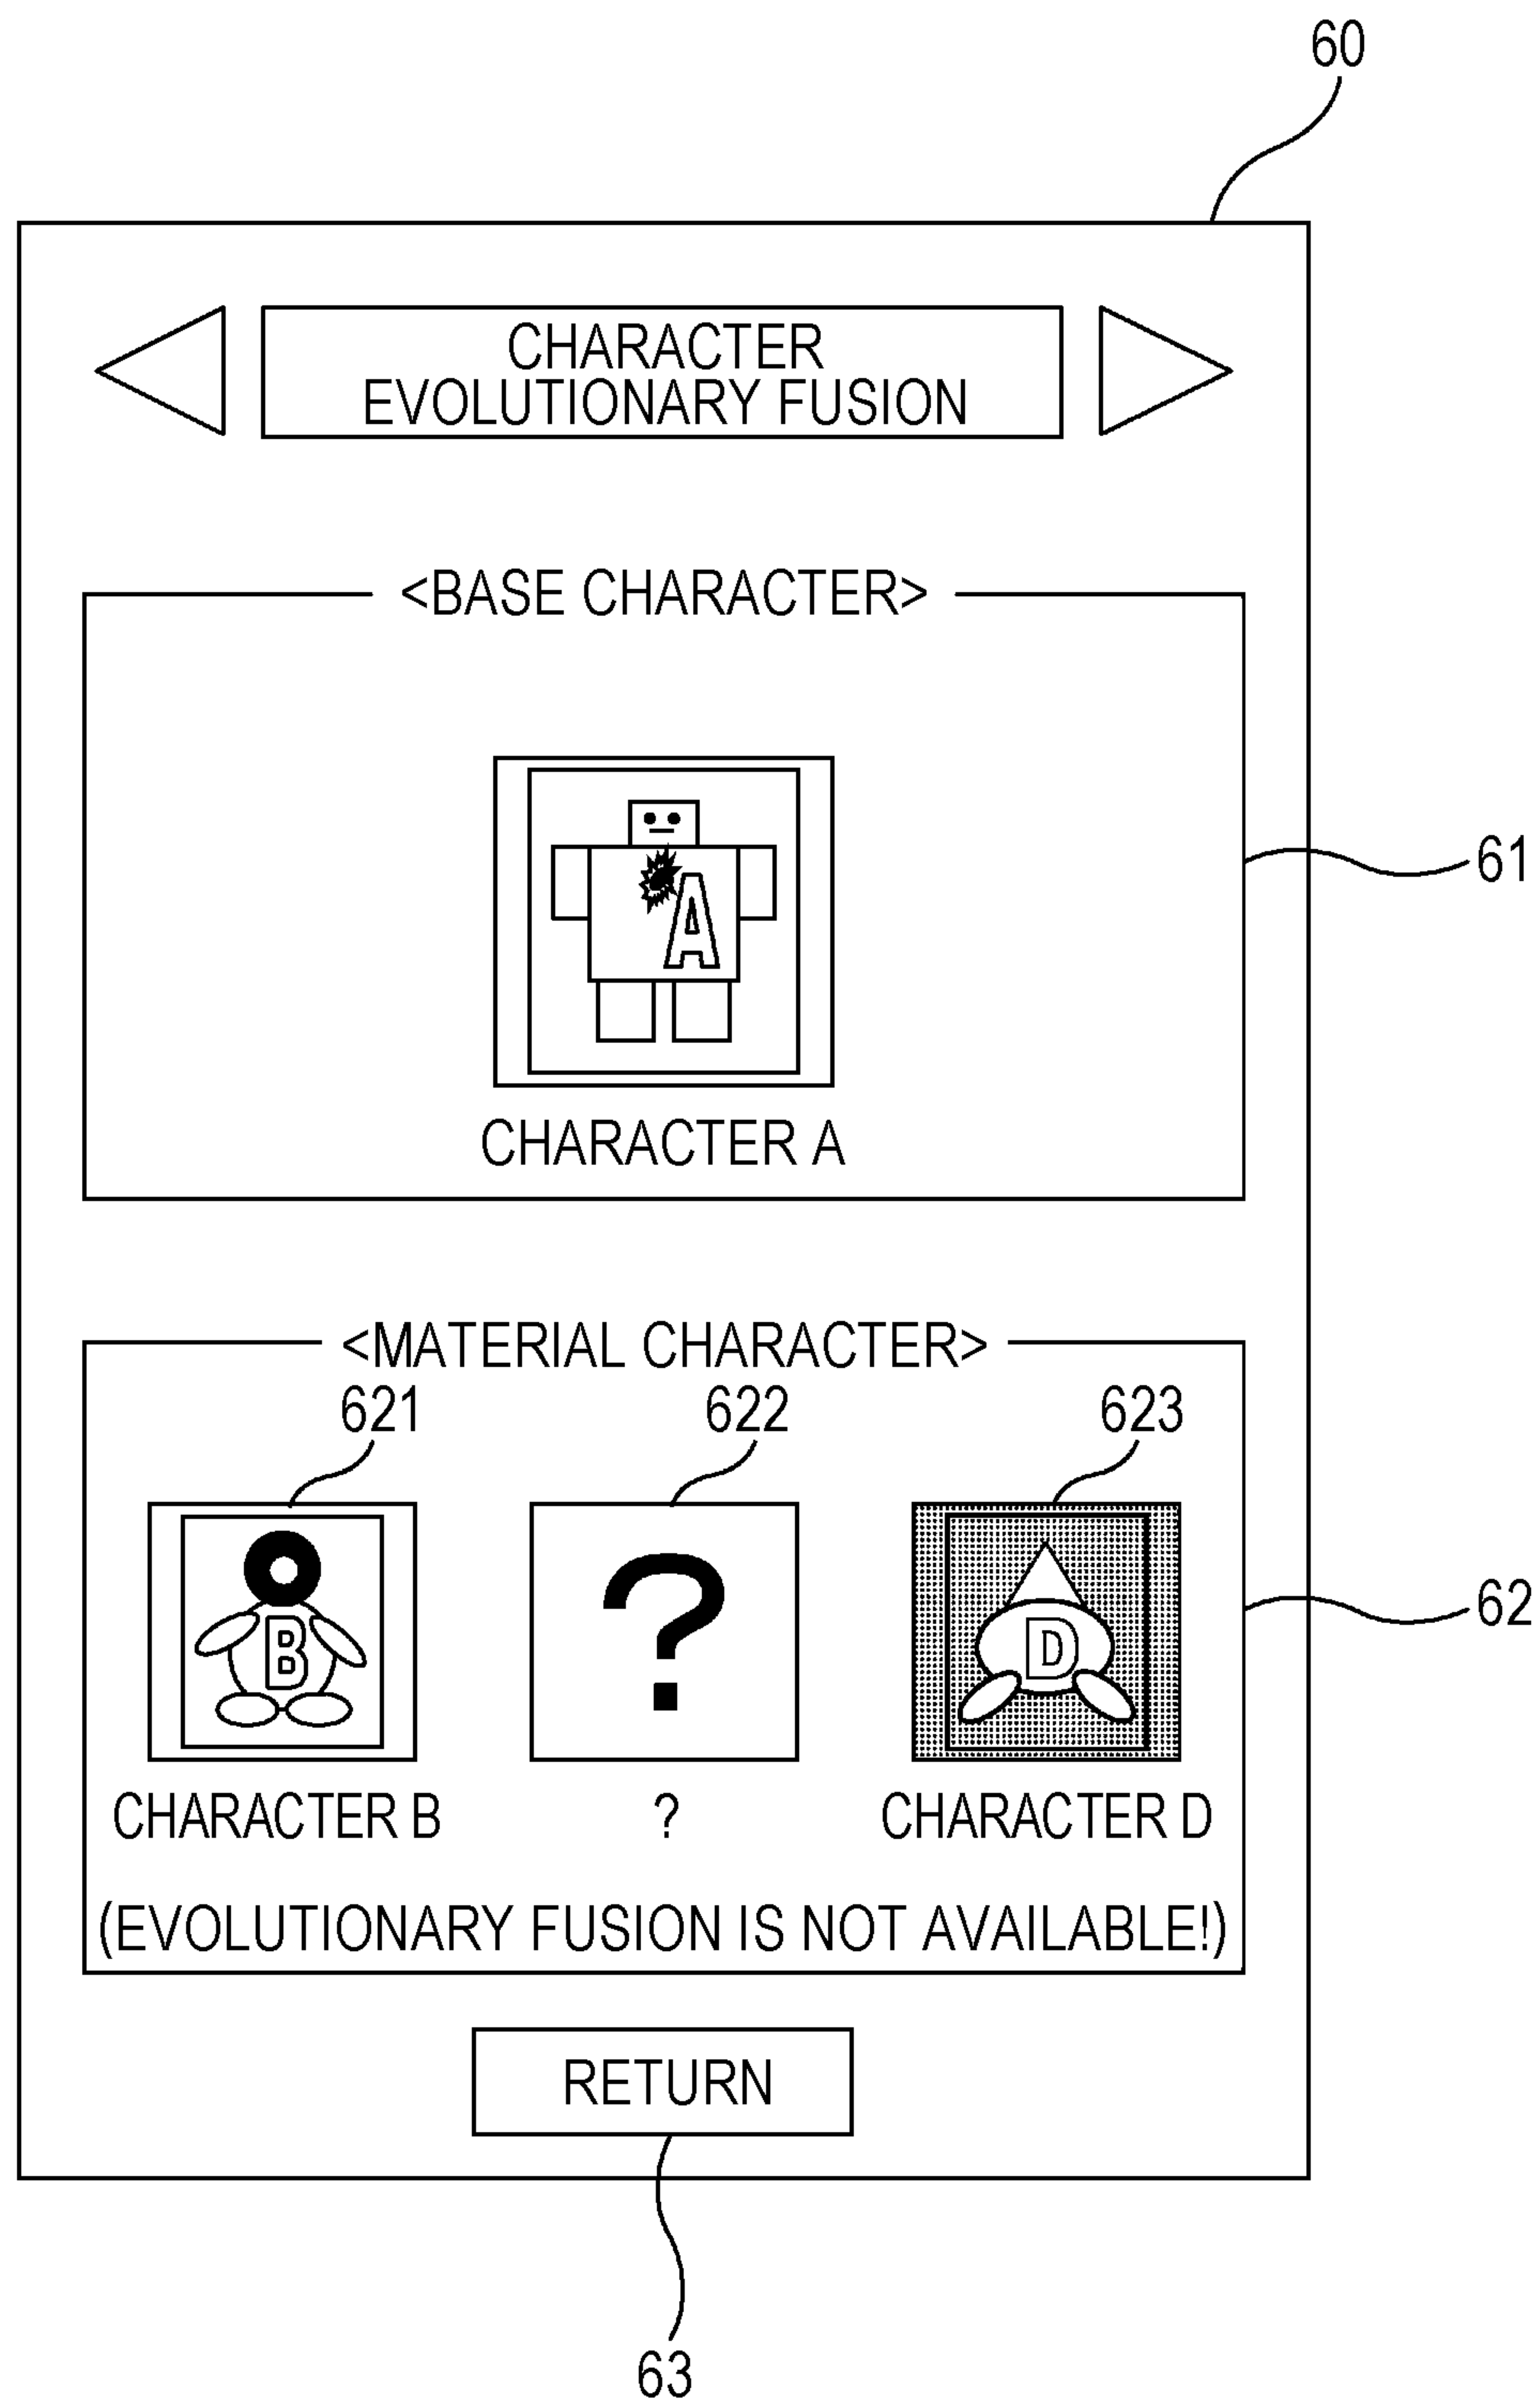 60
CHARACTER
EVOLUTIONARY FUSION
<BASE CHARACTER>
A
61
CHARACTER A
<MATERIAL CHARACTER>
621 622 623
B ? D
62
CHARACTER B ? CHARACTER D
(EVOLUTIONARY FUSION IS NOT AVAILABLE!)
RETURN
63